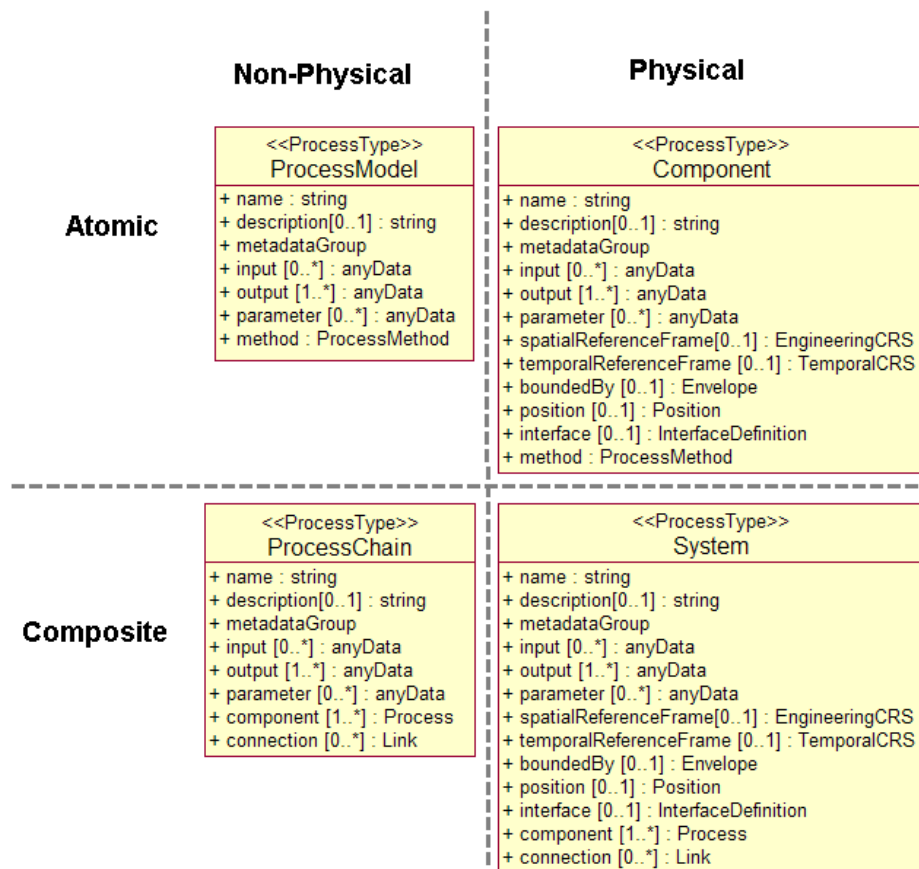 Non-Physical
Physical
Atomic
<<ProcessType>>
ProcessModel
+ name : string
+ description[0..1] : string
+ metadataGroup
+ input [0..*] : anyData
+ output [1..*] : anyData
+ parameter [0..*] : anyData
+ method : ProcessMethod
<<ProcessType>>
Component
+ name : string
+ description[0..1] : string
+ metadataGroup
+ input [0..*] : anyData
+ output [1..*] : anyData
+ parameter [0..*] : anyData
+ spatialReferenceFrame[0..1] : EngineeringCRS
+ temporalReferenceFrame [0..1] : TemporalCRS
+ boundedBy [0..1] : Envelope
+ position [0..1] : Position
+ interface [0..1] : InterfaceDefinition
+ method : ProcessMethod
Composite
<<ProcessType>>
ProcessChain
+ name : string
+ description[0..1] : string
+ metadataGroup
+ input [0..*] : anyData
+ output [1..*] : anyData
+ parameter [0..*] : anyData
+ component [1..*] : Process
+ connection [0..*] : Link
<<ProcessType>>
System
+ name : string
+ description[0..1] : string
+ metadataGroup
+ input [0..*] : anyData
+ output [1..*] : anyData
+ parameter [0..*] : anyData
+ spatialReferenceFrame[0..1] : EngineeringCRS
+ temporalReferenceFrame [0..1] : TemporalCRS
+ boundedBy [0..1] : Envelope
+ position [0..1] : Position
+ interface [0..1] : InterfaceDefinition
+ component [1..*] : Process
+ connection [0..*] : Link